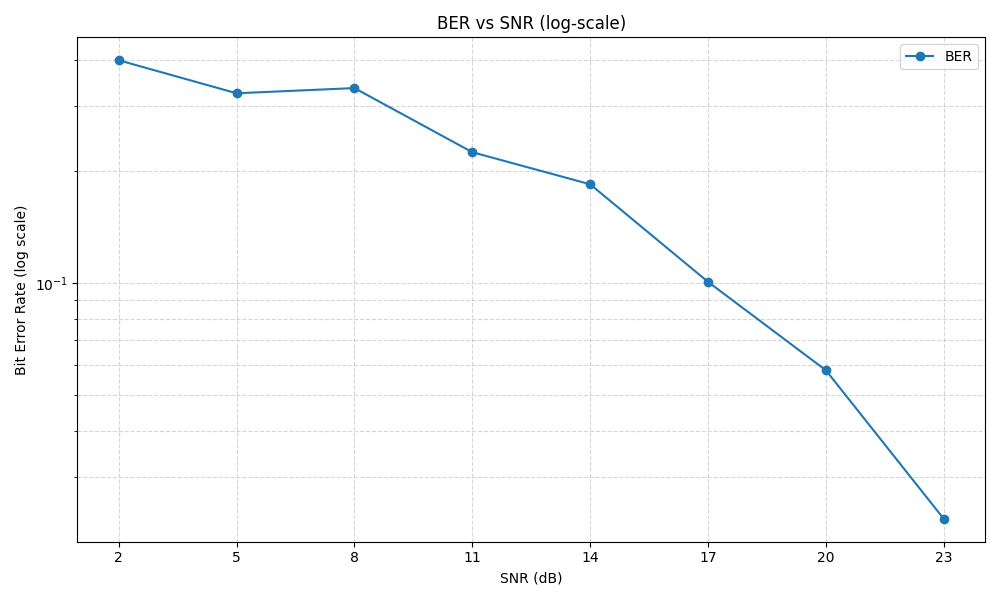 BER vs SNR (log-scale)
BER
Bit Error Rate (log scale)
10⁻¹
2 5 8 11 14 17 20 23
SNR (dB)